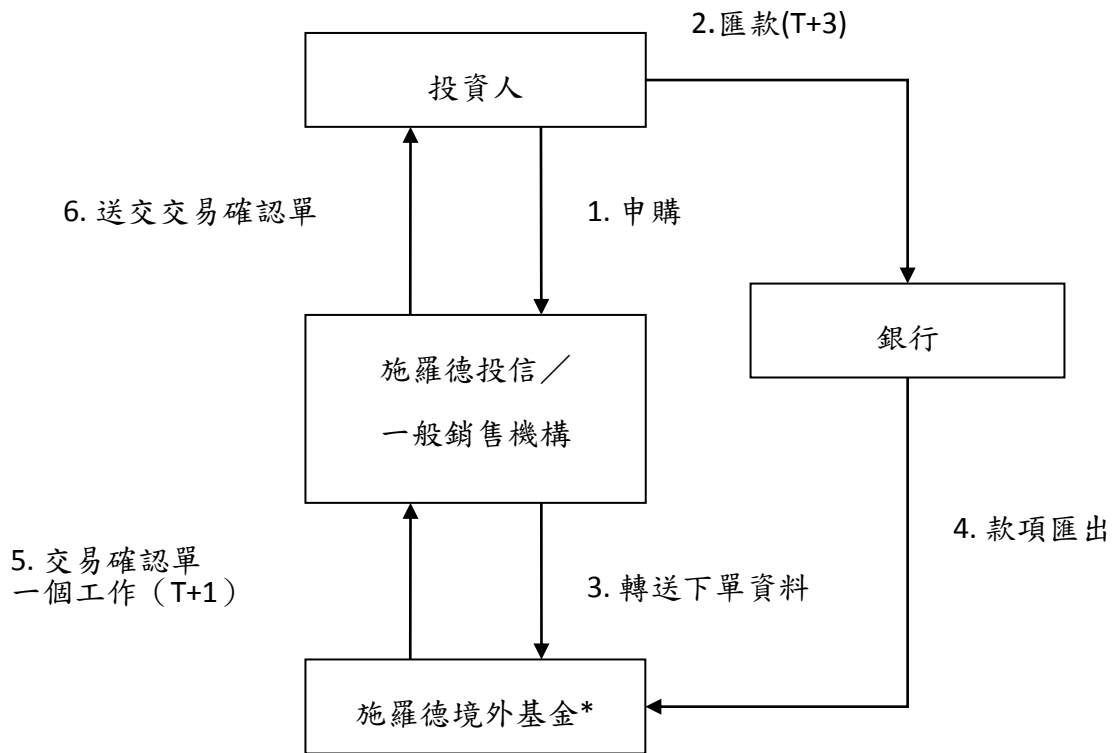 2.匯款(T+3)
投資人
6. 送交交易確認單
1. 申購
銀行
施羅德投信／
一般銷售機構
4. 款項匯出
5. 交易確認單
一個工作（T+1）
3. 轉送下單資料
施羅德境外基金*